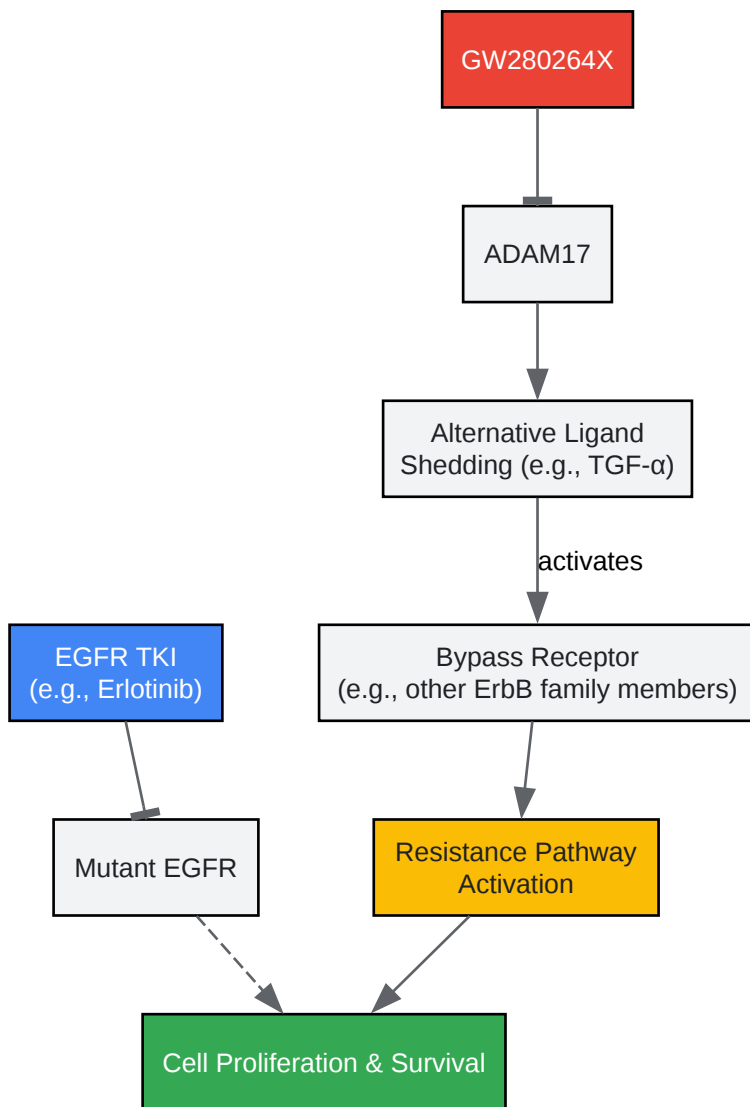 GW280264X
ADAM17
Alternative Ligand
Shedding (e.g., TGF-α)
activates
EGFR TKI
(e.g., Erlotinib)
Bypass Receptor
(e.g., other ErbB family members)
Mutant EGFR
Resistance Pathway
Activation
Cell Proliferation & Survival